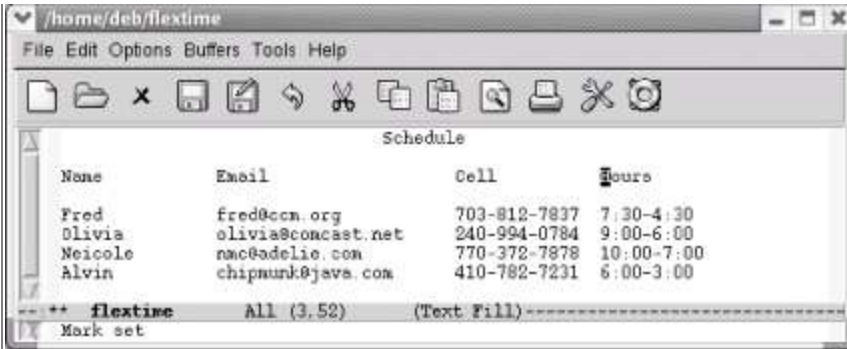 /home/deb/flextime
File Edit Options Buffers Tools Help
Schedule
Name Email Cell Hours
Fred fred@ccm.org 703-812-7837 7:30-4:30
Olivia olivia@comcast.net 240-994-0784 9:00-6:00
Neicole nmc@adelie.com 770-372-7878 10:00-7:00
Alvin chipmunk@java.com 410-782-7231 6:00-3:00
--:** flextime All (3,52) (Text Fill)------------------------------
Mark set